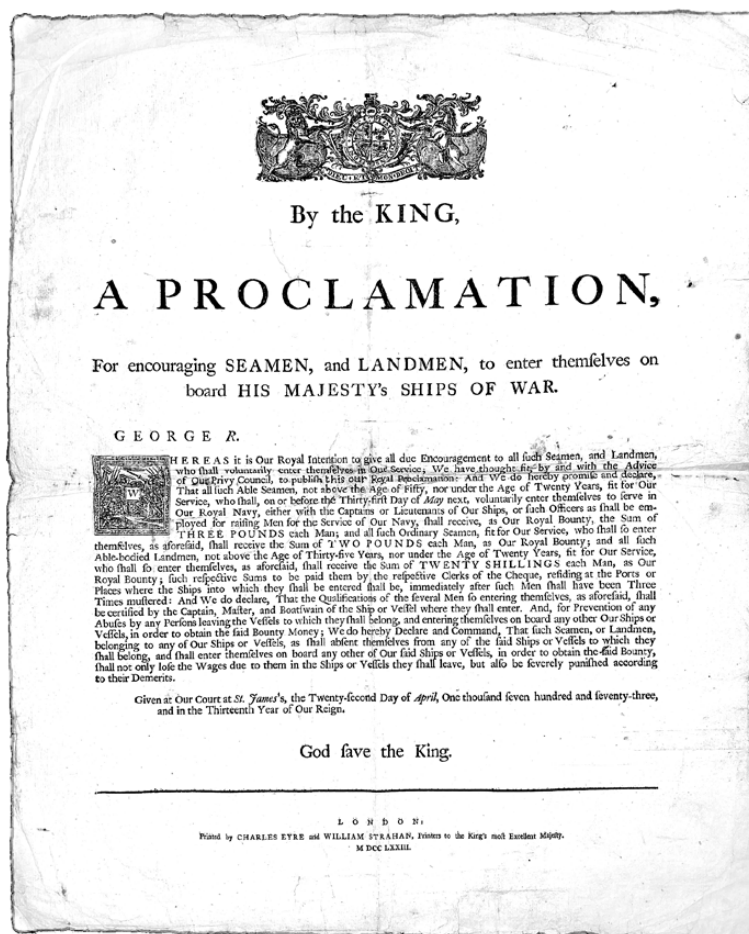 DIEU·ET·MON·DROIT
By the KING,
A PROCLAMATION,
For encouraging SEAMEN, and LANDMEN, to enter themſelves on
board HIS MAJESTY's SHIPS OF WAR.
GEORGE R.
WHEREAS it is Our Royal Intention to give all due Encouragement to all ſuch Seamen, and Landmen,
who ſhall voluntarily enter themſelves in Our Service; We have thought fit, by and with the Advice
of Our Privy Council, to publiſh this our Royal Proclamation: And We do hereby promiſe and declare,
That all ſuch Able Seamen, not above the Age of Fifty, nor under the Age of Twenty Years, fit for Our
Service, who ſhall, on or before the Thirty-firſt Day of May next, voluntarily enter themſelves to ſerve in
Our Royal Navy, either with the Captains or Lieutenants of Our Ships, or ſuch Officers as ſhall be em-
ployed for raiſing Men for the Service of Our Navy, ſhall receive, as Our Royal Bounty, the Sum of
THREE POUNDS each Man; and all ſuch Ordinary Seamen, fit for Our Service, who ſhall ſo enter
themſelves, as aforeſaid, ſhall receive the Sum of TWO POUNDS each Man, as Our Royal Bounty; and all ſuch
Able-bodied Landmen, not above the Age of Thirty-five Years, nor under the Age of Twenty Years, fit for Our Service,
who ſhall ſo enter themſelves, as aforeſaid, ſhall receive the Sum of TWENTY SHILLINGS each Man, as Our
Royal Bounty; ſuch reſpective Sums to be paid them by the reſpective Clerks of the Cheque, reſiding at the Ports or
Places where the Ships into which they ſhall be entered ſhall be, immediately after ſuch Men ſhall have been Three
Times muſtered: And We do declare, That the Qualifications of the ſeveral Men ſo entering themſelves, as aforeſaid, ſhall
be certified by the Captain, Maſter, and Boatſwain of the Ship or Veſſel where they ſhall enter. And, for Prevention of any
Abuſes by any Perſons leaving the Veſſels to which they ſhall belong, and entering themſelves on board any other Our Ships or
Veſſels, in order to obtain the ſaid Bounty Money; We do hereby Declare and Command, That ſuch Seamen, or Landmen,
belonging to any of Our Ships or Veſſels, as ſhall abſent themſelves from any of the ſaid Ships or Veſſels to which they
ſhall belong, and ſhall enter themſelves on board any other of Our ſaid Ships or Veſſels, in order to obtain the ſaid Bounty,
ſhall not only loſe the Wages due to them in the Ships or Veſſels they ſhall leave, but alſo be ſeverely puniſhed according
to their Demerits.
Given at Our Court at St. James's, the Twenty-ſecond Day of April, One thouſand ſeven hundred and ſeventy-three,
and in the Thirteenth Year of Our Reign.
God ſave the King.
LONDON:
Printed by CHARLES EYRE and WILLIAM STRAHAN, Printers to the King's moſt Excellent Majeſty.
M DCC LXXIII.